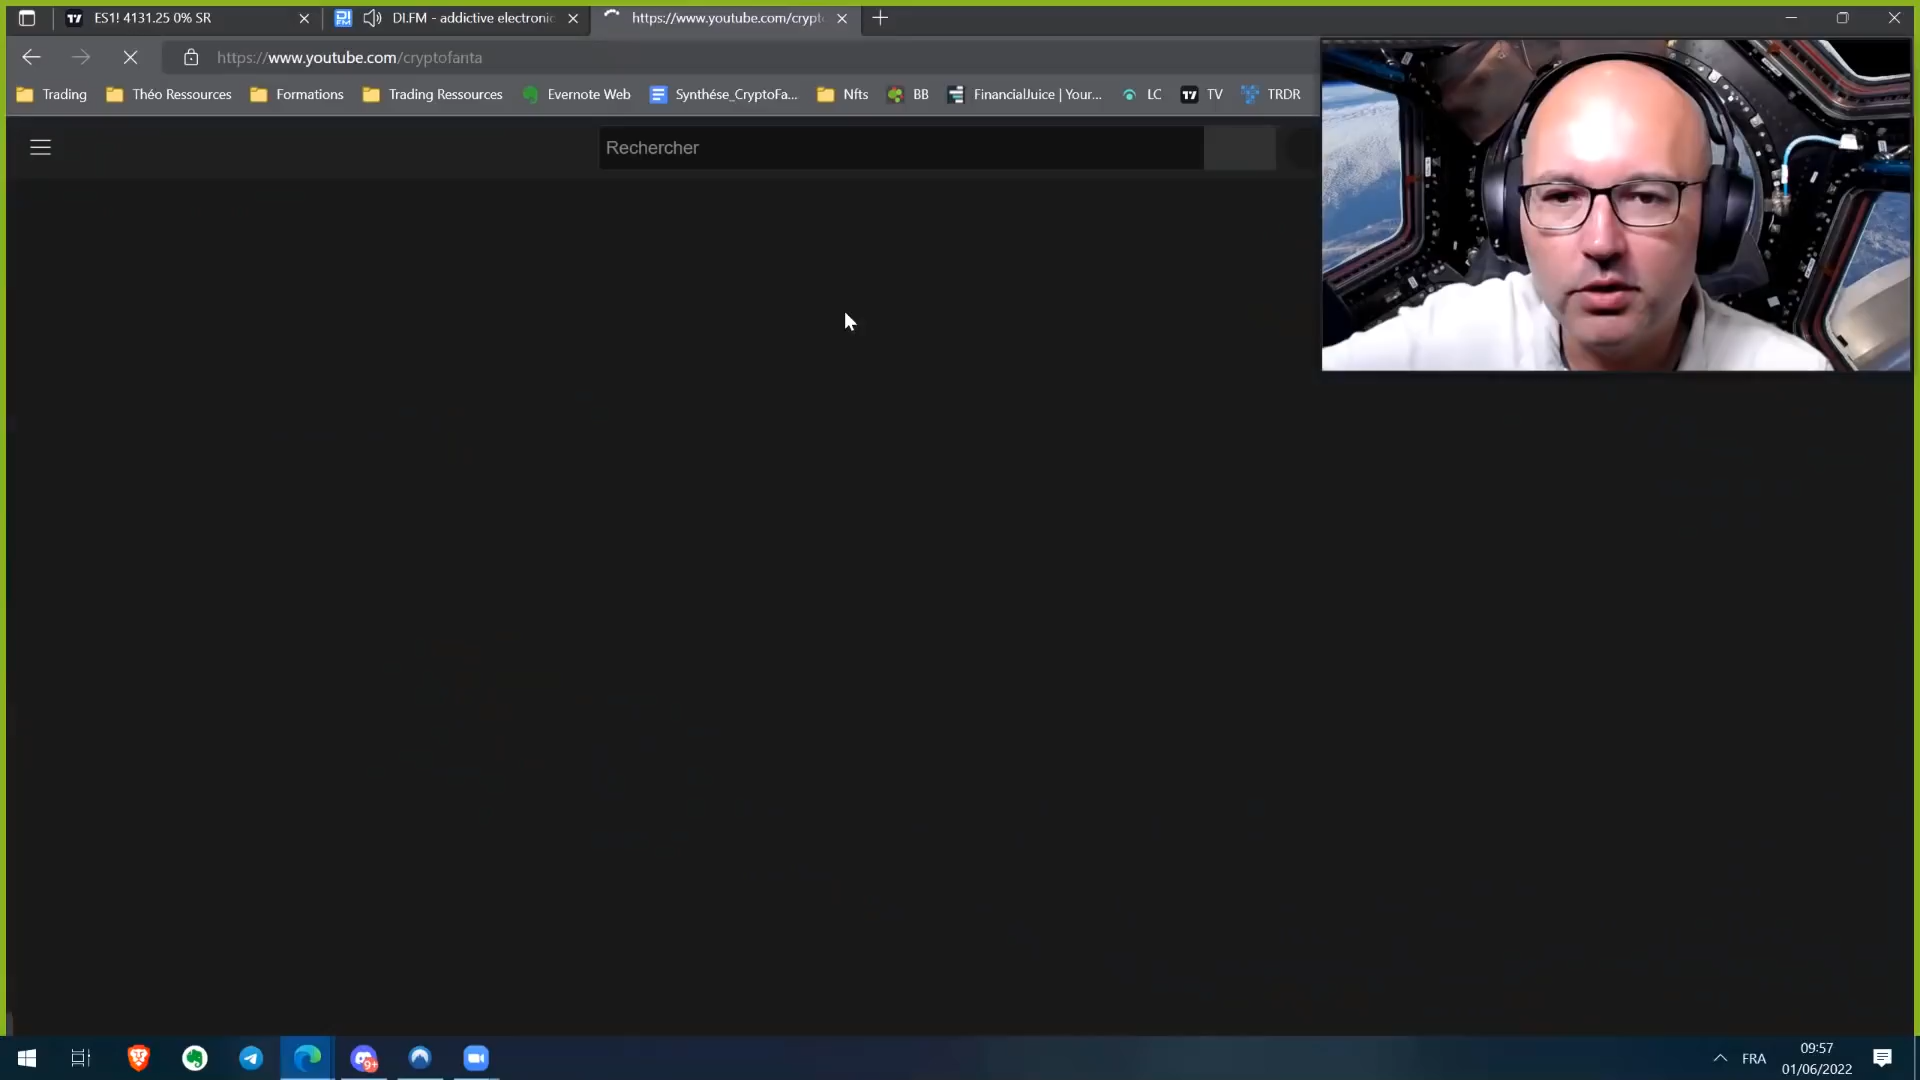 ES1! 4131.25 0% SR
DI.FM - addictive electronic
https://www.youtube.com/crypt
https://www.youtube.com/cryptofanta
Trading
Théo Ressources
Formations
Trading Ressources
Evernote Web
Synthése_CryptoFa...
Nfts
BB
FinancialJuice | Your...
LC
TV
TRDR
Rechercher
9+
FRA
09:57
01/06/2022